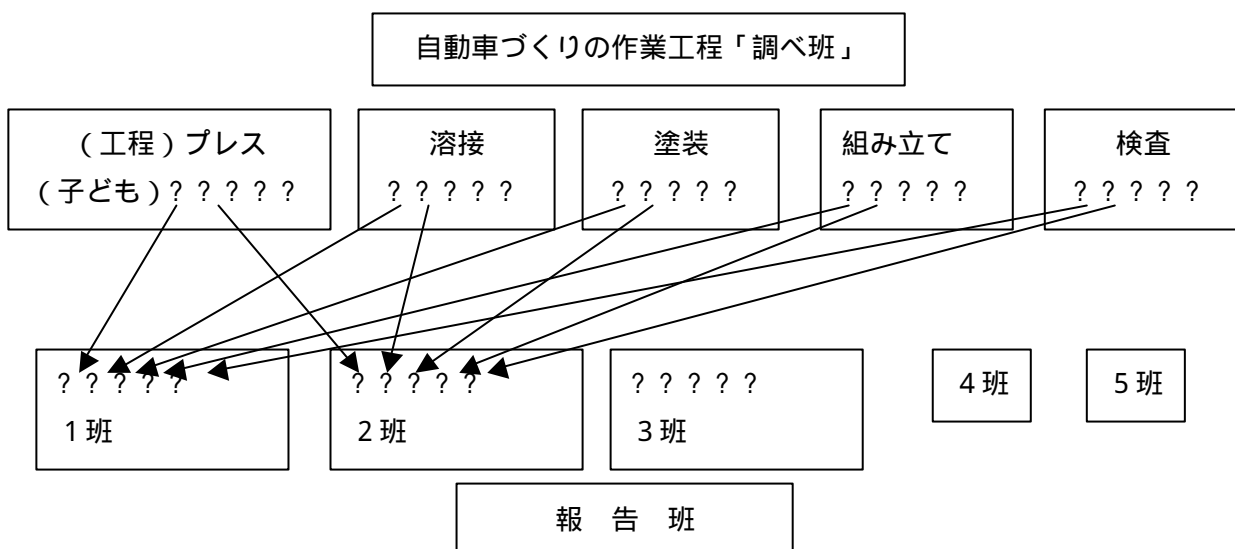 自動車づくりの作業工程「調べ班」
（工程）プレス
（子ども）? ? ? ? ?
溶接
? ? ? ? ?
塗装
? ? ? ? ?
組み立て
? ? ? ? ?
検査
? ? ? ? ?
? ? ? ? ?
1班
? ? ? ? ?
2班
? ? ? ? ?
3班
4班
5班
報 告 班